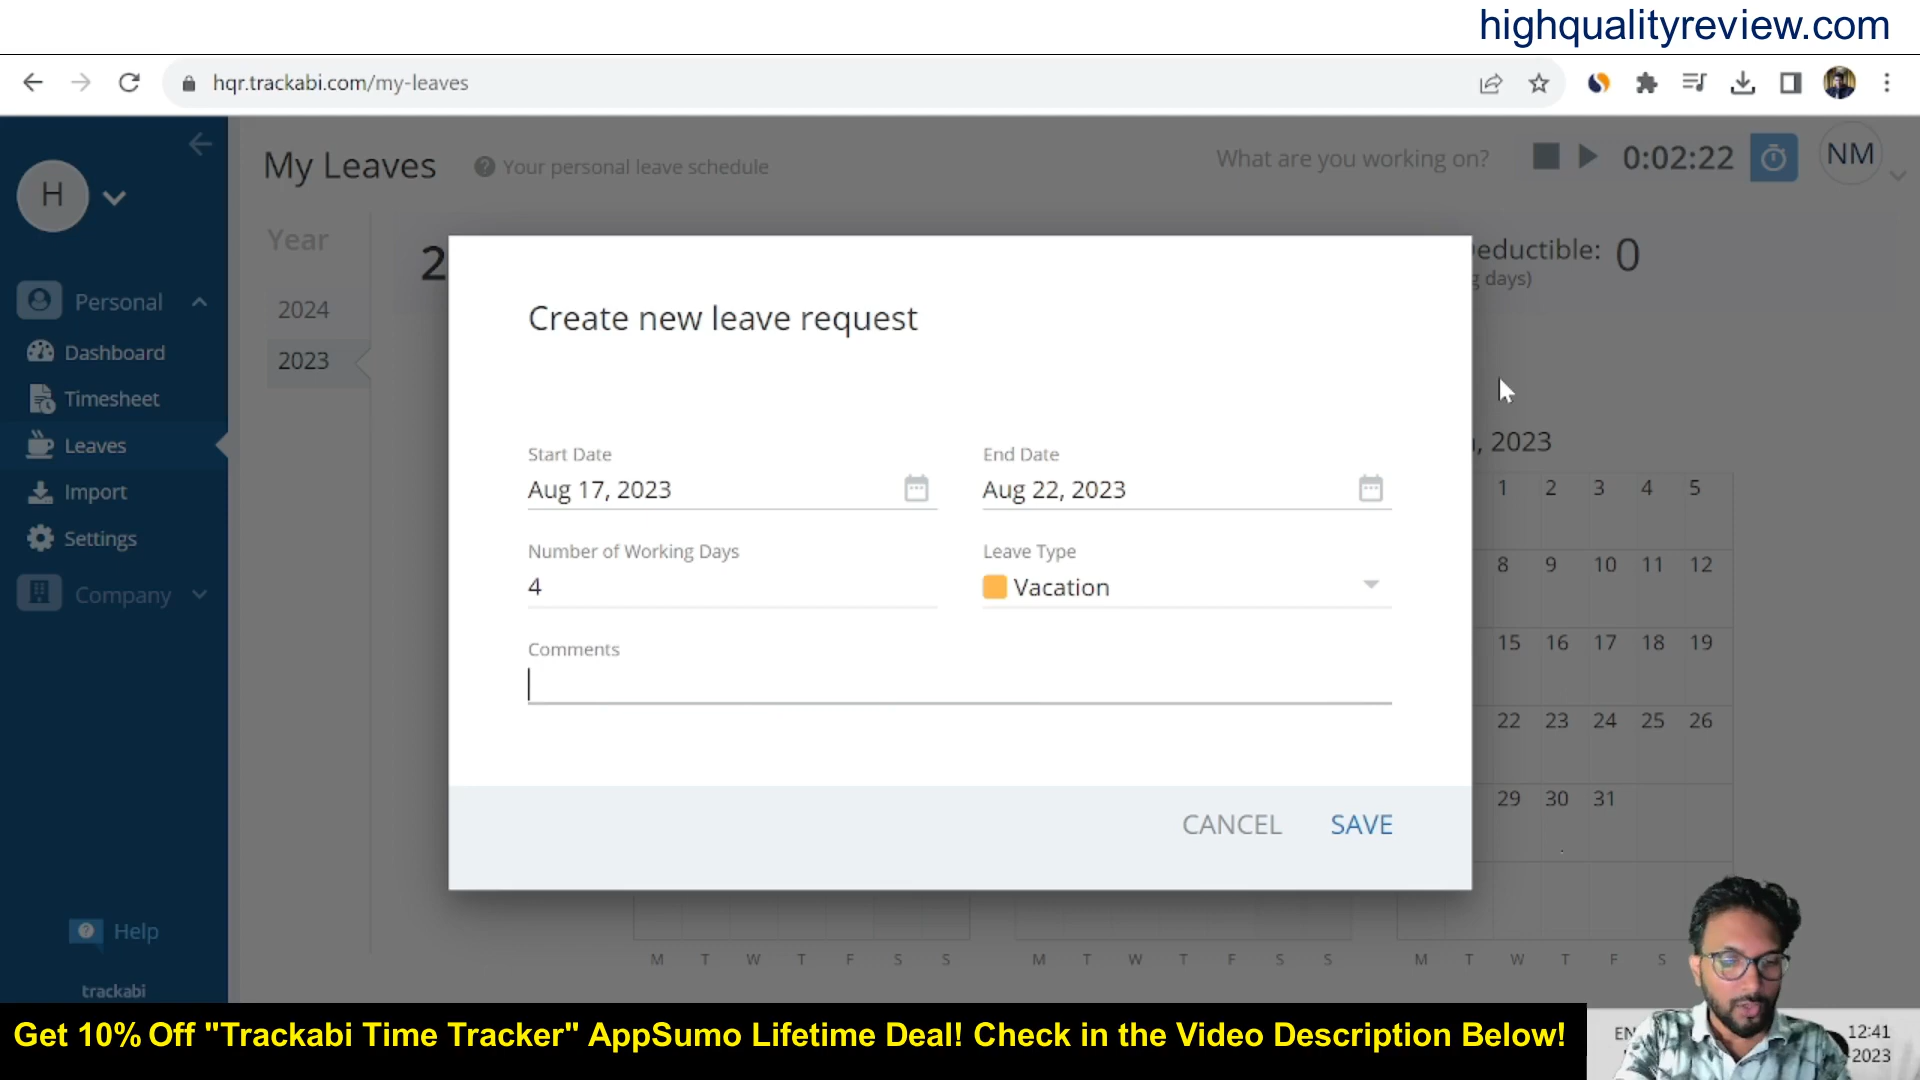 highqualityreview.com
hqr.trackabi.com/my-leaves
H
My Leaves
Your personal leave schedule
What are you working on?
0:02:22
NM
Year
2024
2023
2
Personal
Dashboard
Timesheet
Leaves
Import
Settings
Company
Help
trackabi
eductible: 0
days)
Create new leave request
Start Date
Aug 17, 2023
End Date
Aug 22, 2023
Number of Working Days
4
Leave Type
Vacation
Comments
CANCEL
SAVE
, 2023
1 2 3 4 5
8 9 10 11 12
15 16 17 18 19
22 23 24 25 26
29 30 31
M T W T F S S
M T W T F S S
M T W T F S
Get 10% Off "Trackabi Time Tracker" AppSumo Lifetime Deal! Check in the Video Description Below!
EN
12:41
-2023